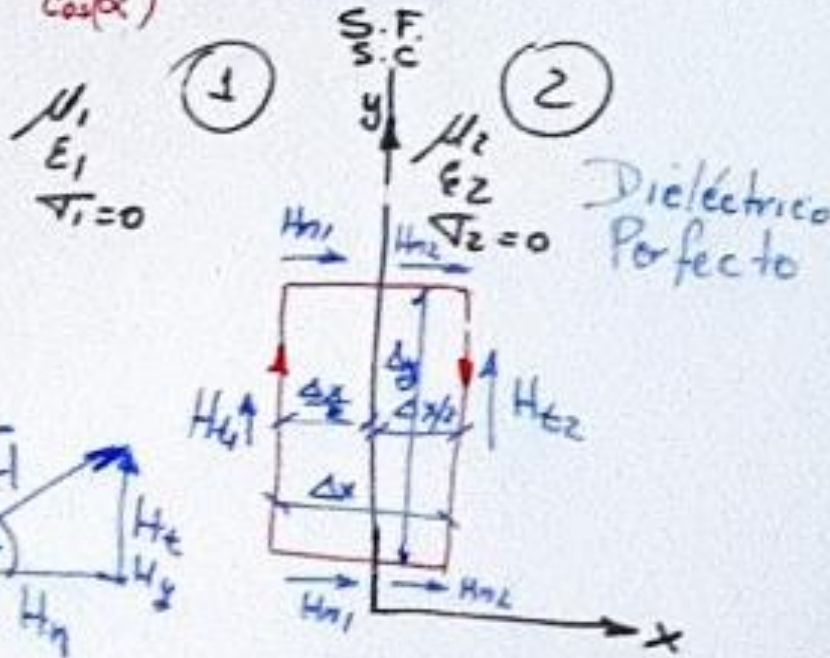 cos(α)
S.F.
S.C
1
2
y
μ1
ε1
σ1=0
μ2
ε2
σ2=0
Dieléctrico
Perfecto
Hn1
Hn2
Δy
Ht1
Δx/2
Δx/2
Ht2
Δx
H
Ht
Hy
Hn
Hn1
Hn2
x